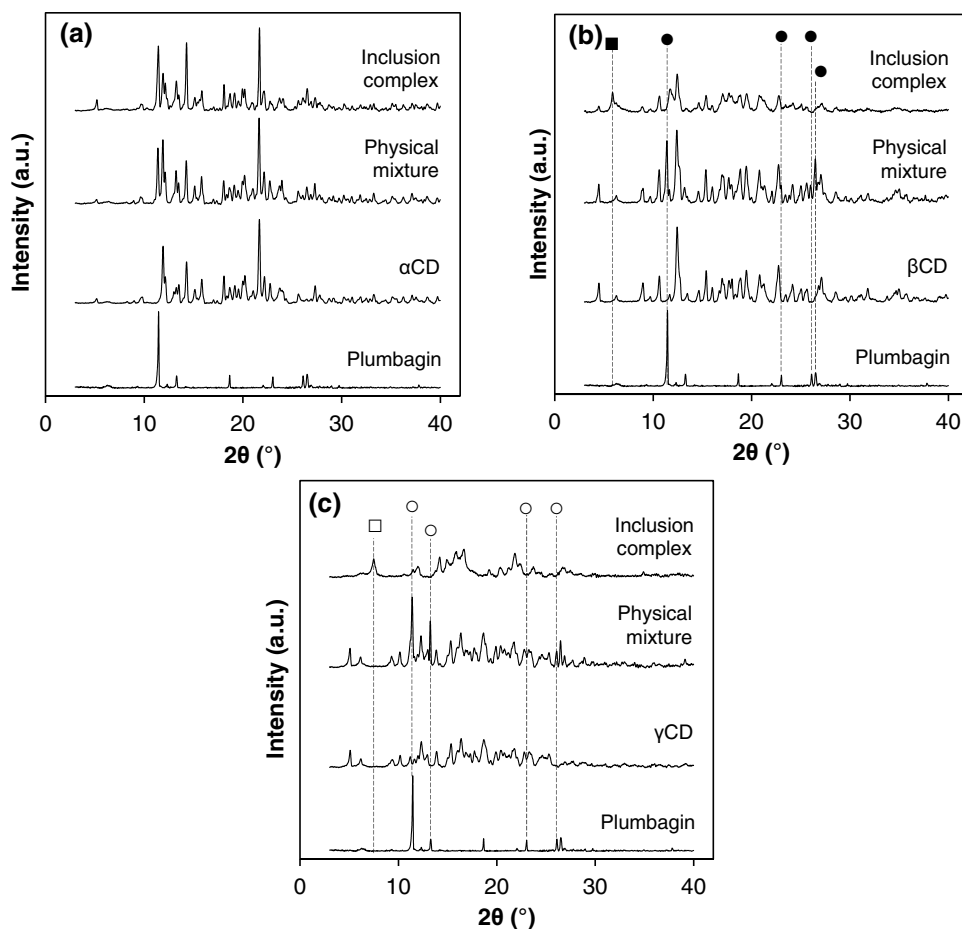 (a)
Inclusion
complex
Physical
mixture
αCD
Plumbagin
Intensity (a.u.)
0 10 20 30 40
2θ (°)
(b)
Inclusion
complex
Physical
mixture
βCD
Plumbagin
Intensity (a.u.)
0 10 20 30 40
2θ (°)
(c)
Inclusion
complex
Physical
mixture
γCD
Plumbagin
Intensity (a.u.)
0 10 20 30 40
2θ (°)